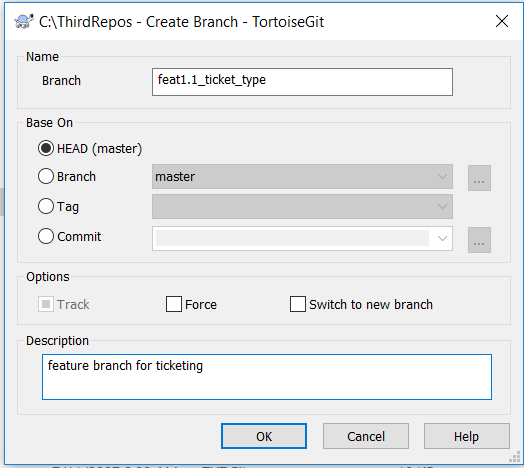 C:\ThirdRepos - Create Branch - TortoiseGit
Name
Branch feat1.1_ticket_type
Base On
HEAD (master)
Branch master ...
Tag
Commit ...
Options
Track Force Switch to new branch
Description
feature branch for ticketing
OK Cancel Help